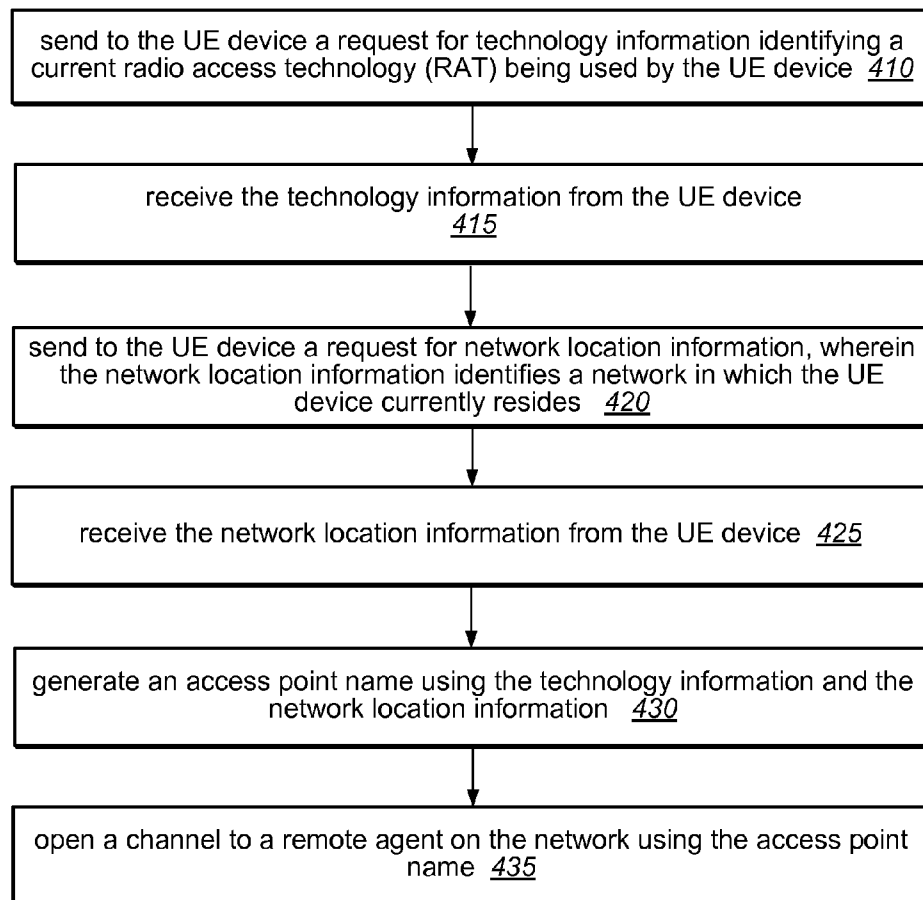 send to the UE device a request for technology information identifying a
current radio access technology (RAT) being used by the UE device 410
receive the technology information from the UE device
415
send to the UE device a request for network location information, wherein
the network location information identifies a network in which the UE
device currently resides 420
receive the network location information from the UE device 425
generate an access point name using the technology information and the
network location information 430
open a channel to a remote agent on the network using the access point
name 435